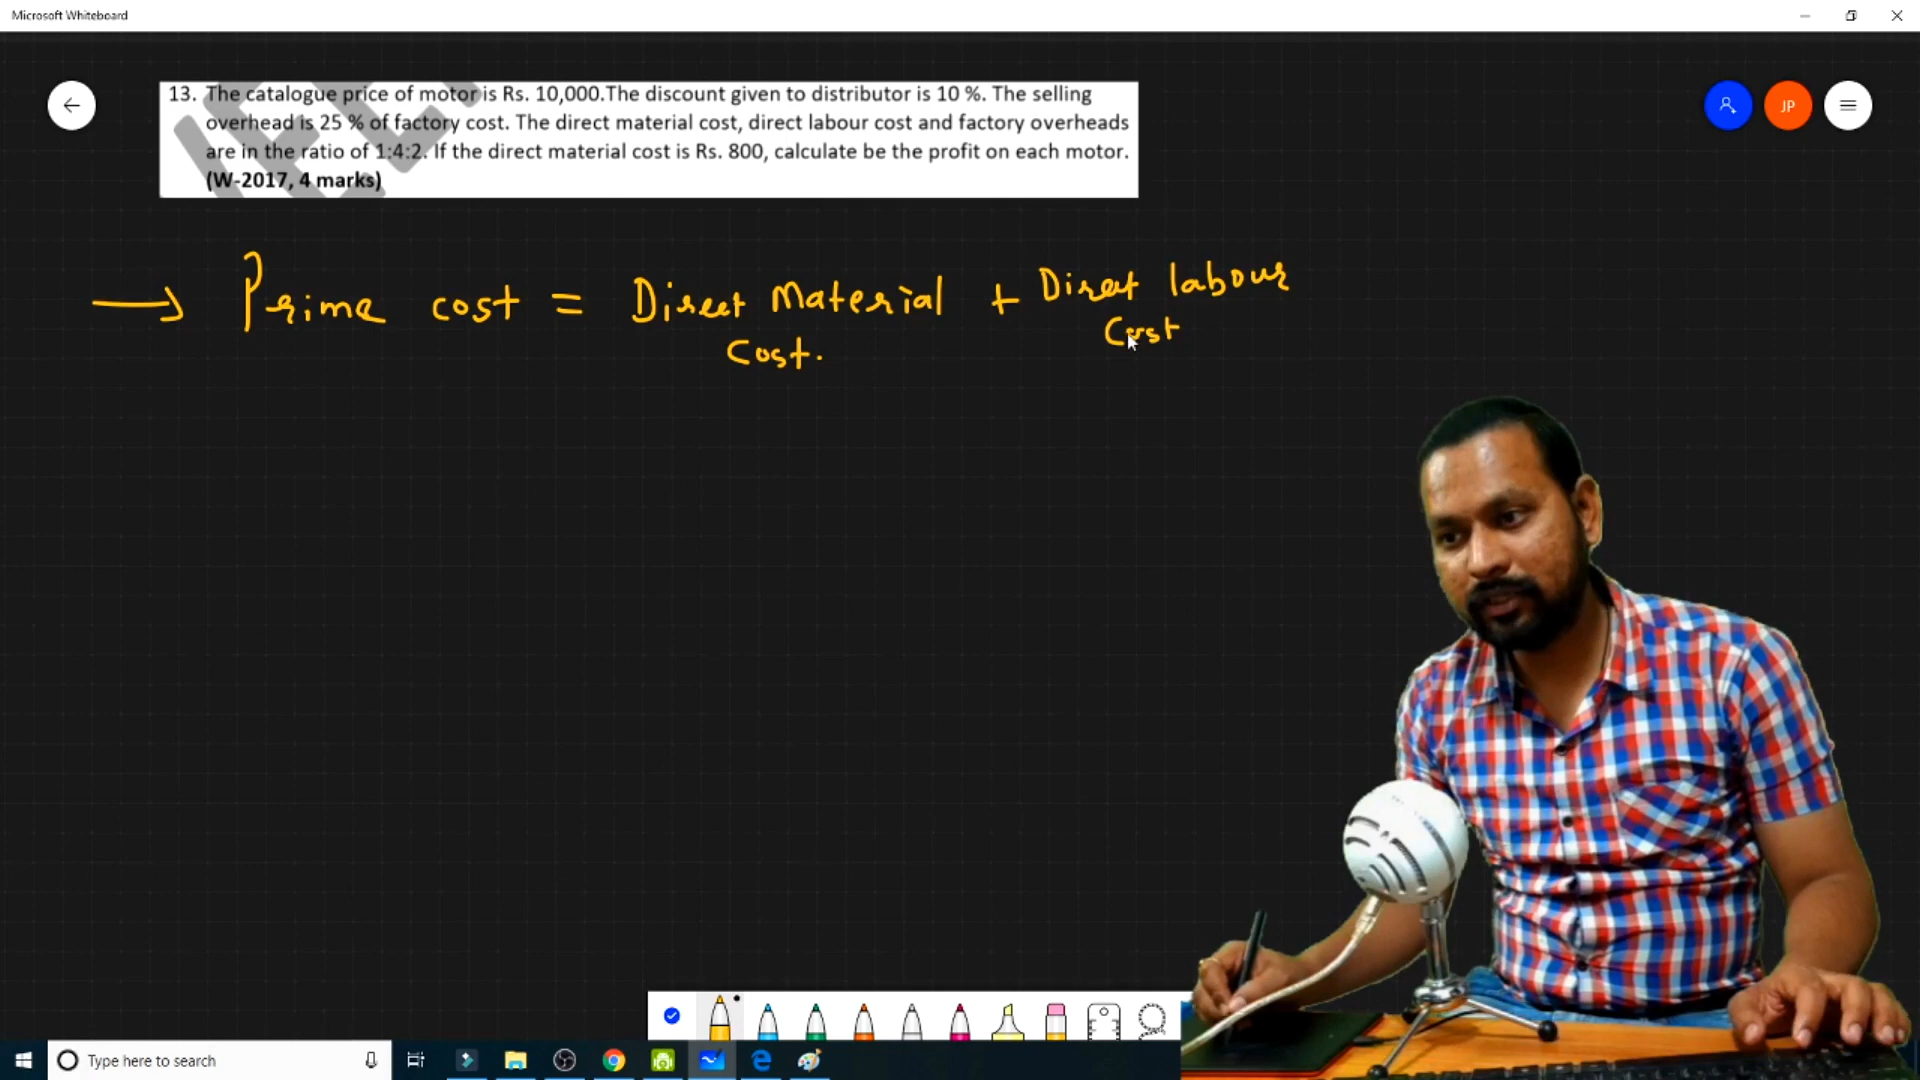 Microsoft Whiteboard
13. The catalogue price of motor is Rs. 10,000.The discount given to distributor is 10 %. The selling
overhead is 25 % of factory cost. The direct material cost, direct labour cost and factory overheads
are in the ratio of 1:4:2. If the direct material cost is Rs. 800, calculate be the profit on each motor.
(W-2017, 4 marks)
JP
Prime cost = Direct Material + Direct labour
Cost. Cost
Type here to search